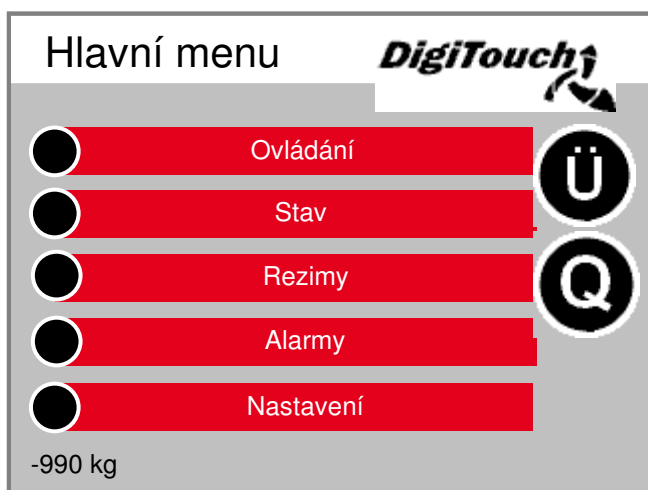 Hlavní menu
DigiTouch
Ovládání
Ü
Stav
Rezimy
Q
Alarmy
Nastavení
-990 kg